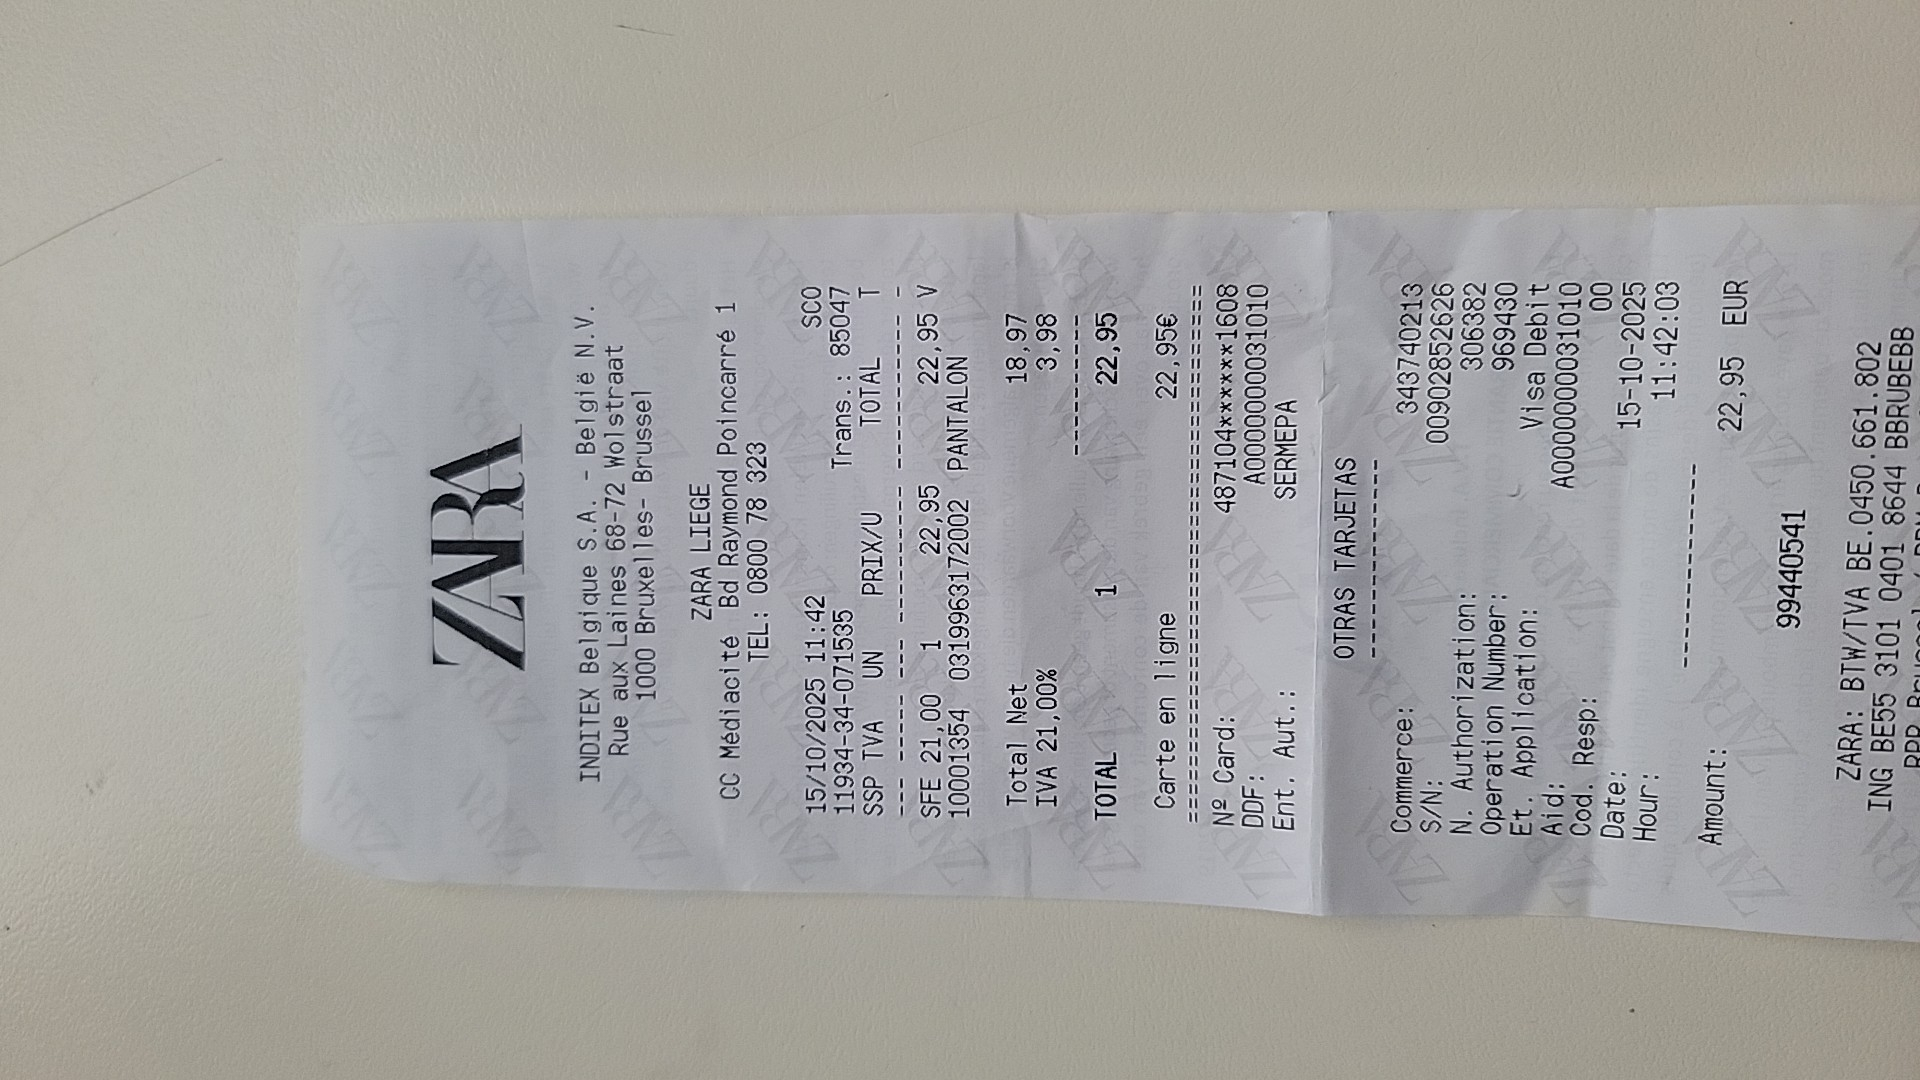 ZARA
INDITEX Belgique S.A. - België N.V.
Rue aux Laines 68-72 Wolstraat
1000 Bruxelles- Brussel
ZARA LIEGE
CC Médiacité Bd Raymond Poincarré 1
TEL: 0800 78 323
15/10/2025 11:42 SCO
11934-34-071535 Trans.: 85047
SSP TVA UN PRIX/U TOTAL T
--- ----- --- ---------- ---------- -
SFE 21,00 1 22,95 22,95 V
10001354 0319963172002 PANTALON
Total Net 18,97
IVA 21,00% 3,98
----------
TOTAL 1 22,95
Carte en ligne 22,95€
======================================
Nº Card: 487104******1608
DDF: A0000000031010
Ent. Aut.: SERMEPA
OTRAS TARJETAS
--------------
Commerce: 343740213
S/N: 00902852626
N. Authorization: 306382
Operation Number: 969430
Et. Application: Visa Debit
Aid: A0000000031010
Cod. Resp: 00
Date: 15-10-2025
Hour: 11:42:03
--------------
Amount: 22,95 EUR
99440541
ZARA: BTW/TVA BE.0450.661.802
ING BE55 3101 0401 8644 BBRUBEBB